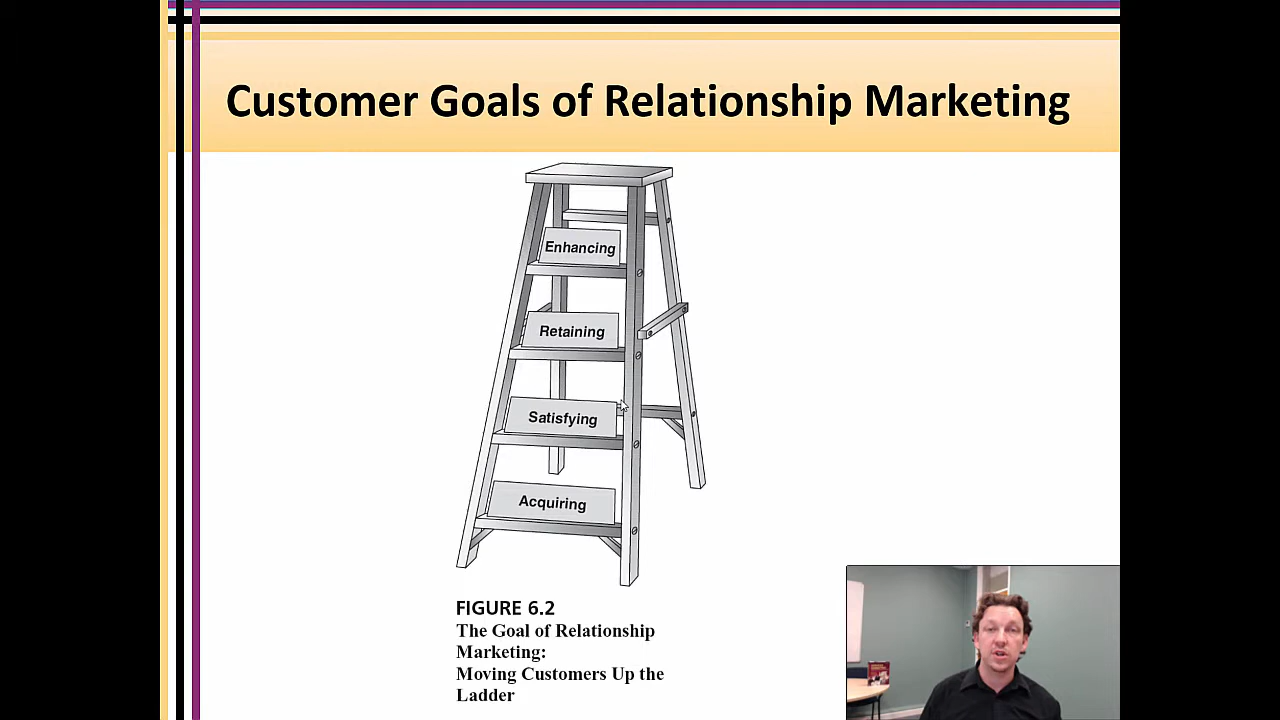 Customer Goals of Relationship Marketing
Enhancing
Retaining
Satisfying
Acquiring
FIGURE 6.2
The Goal of Relationship
Marketing:
Moving Customers Up the
Ladder